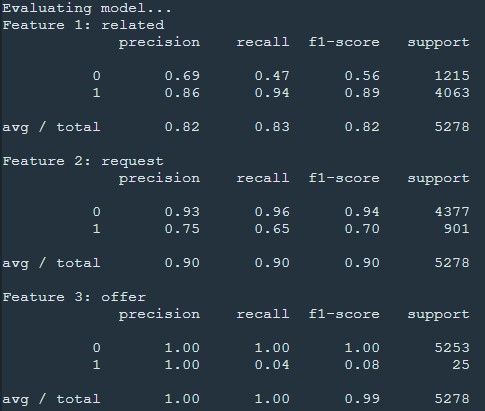 Evaluating model...
Feature 1: related
precision recall f1-score support
0 0.69 0.47 0.56 1215
1 0.86 0.94 0.89 4063
avg / total 0.82 0.83 0.82 5278
Feature 2: request
precision recall f1-score support
0 0.93 0.96 0.94 4377
1 0.75 0.65 0.70 901
avg / total 0.90 0.90 0.90 5278
Feature 3: offer
precision recall f1-score support
0 1.00 1.00 1.00 5253
1 1.00 0.04 0.08 25
avg / total 1.00 1.00 0.99 5278